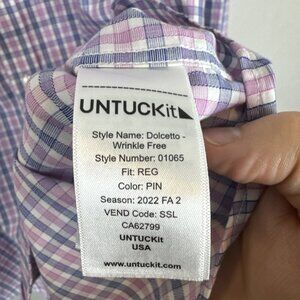 UNTUCKit
Style Name: Dolcetto -
Wrinkle Free
Style Number: 01065
Fit: REG
Color: PIN
Season: 2022 FA 2
VEND Code: SSL
CA62799
UNTUCKit
USA
www.untuckit.com